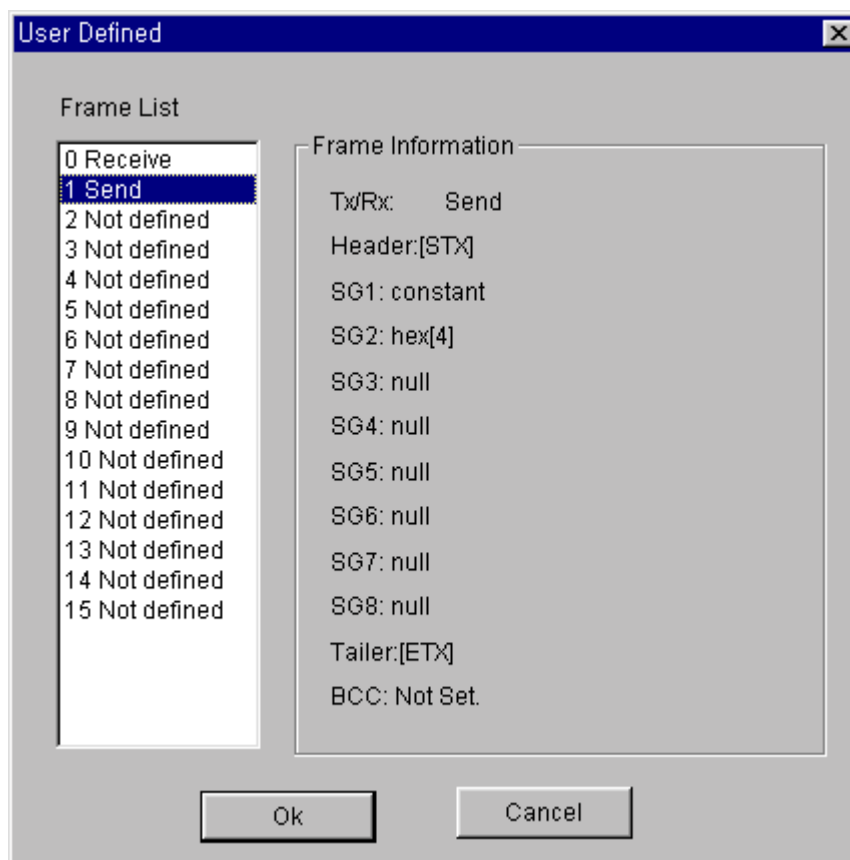 User Defined
Frame List
0 Receive
1 Send
2 Not defined
3 Not defined
4 Not defined
5 Not defined
6 Not defined
7 Not defined
8 Not defined
9 Not defined
10 Not defined
11 Not defined
12 Not defined
13 Not defined
14 Not defined
15 Not defined
Frame Information
Tx/Rx: Send
Header:[STX]
SG1: constant
SG2: hex[4]
SG3: null
SG4: null
SG5: null
SG6: null
SG7: null
SG8: null
Tailer:[ETX]
BCC: Not Set.
Ok
Cancel